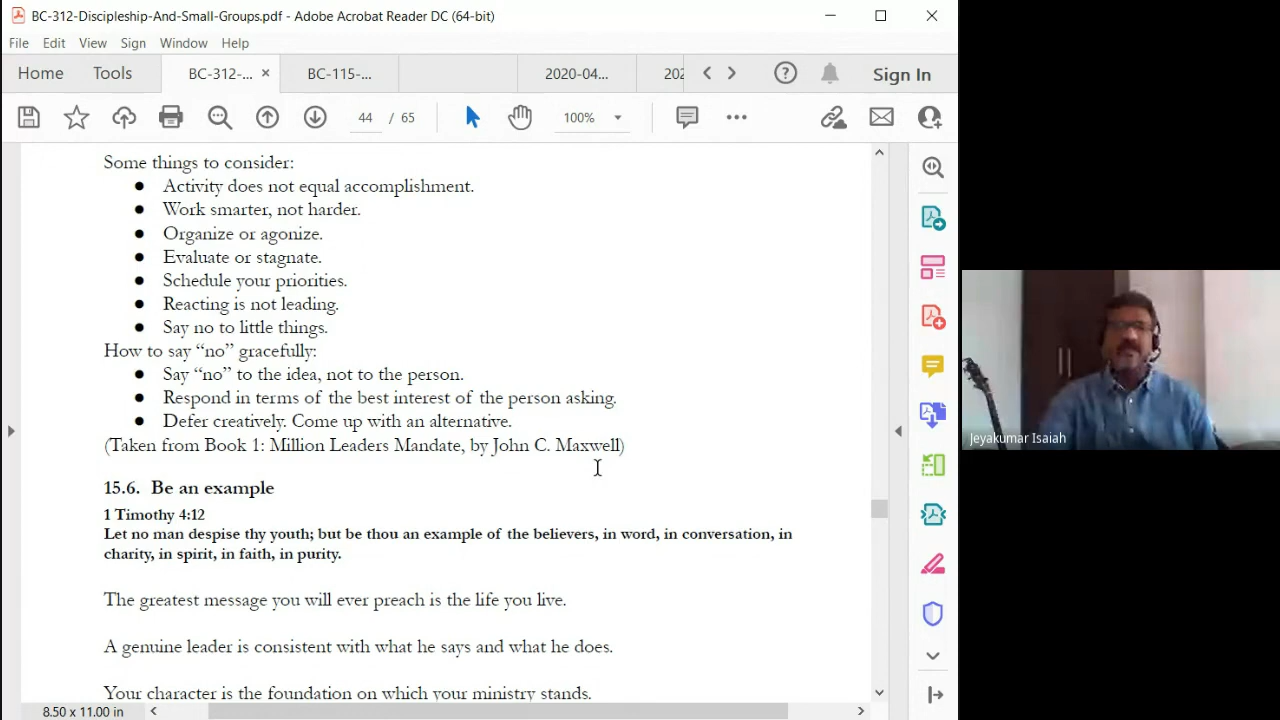 BC-312-Discipleship-And-Small-Groups.pdf - Adobe Acrobat Reader DC (64-bit)
File Edit View Sign Window Help
Home Tools BC-312-... × BC-115-... 2020-04... 202 Sign In
44 / 65 100%
Some things to consider:
● Activity does not equal accomplishment.
● Work smarter, not harder.
● Organize or agonize.
● Evaluate or stagnate.
● Schedule your priorities.
● Reacting is not leading.
● Say no to little things.
How to say “no” gracefully:
● Say “no” to the idea, not to the person.
● Respond in terms of the best interest of the person asking.
● Defer creatively. Come up with an alternative.
(Taken from Book 1: Million Leaders Mandate, by John C. Maxwell)
15.6. Be an example
1 Timothy 4:12
Let no man despise thy youth; but be thou an example of the believers, in word, in conversation, in
charity, in spirit, in faith, in purity.
The greatest message you will ever preach is the life you live.
A genuine leader is consistent with what he says and what he does.
Your character is the foundation on which your ministry stands.
8.50 x 11.00 in
Jeyakumar Isaiah